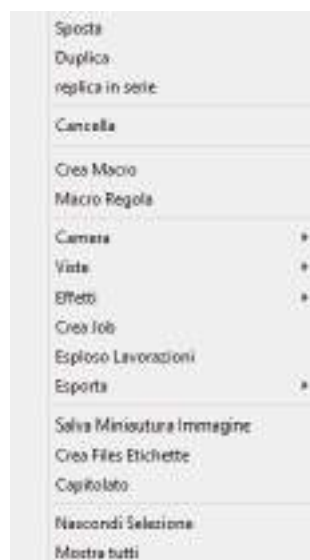 Sposta
Duplica
replica in serie
Cancella
Crea Macro
Macro Regola
Camera
Viste
Effetti
Crea Job
Esploso Lavorazioni
Esporta
Salva Miniautura Immagine
Crea Files Etichette
Capitolato
Nascondi Selezione
Mostra tutti